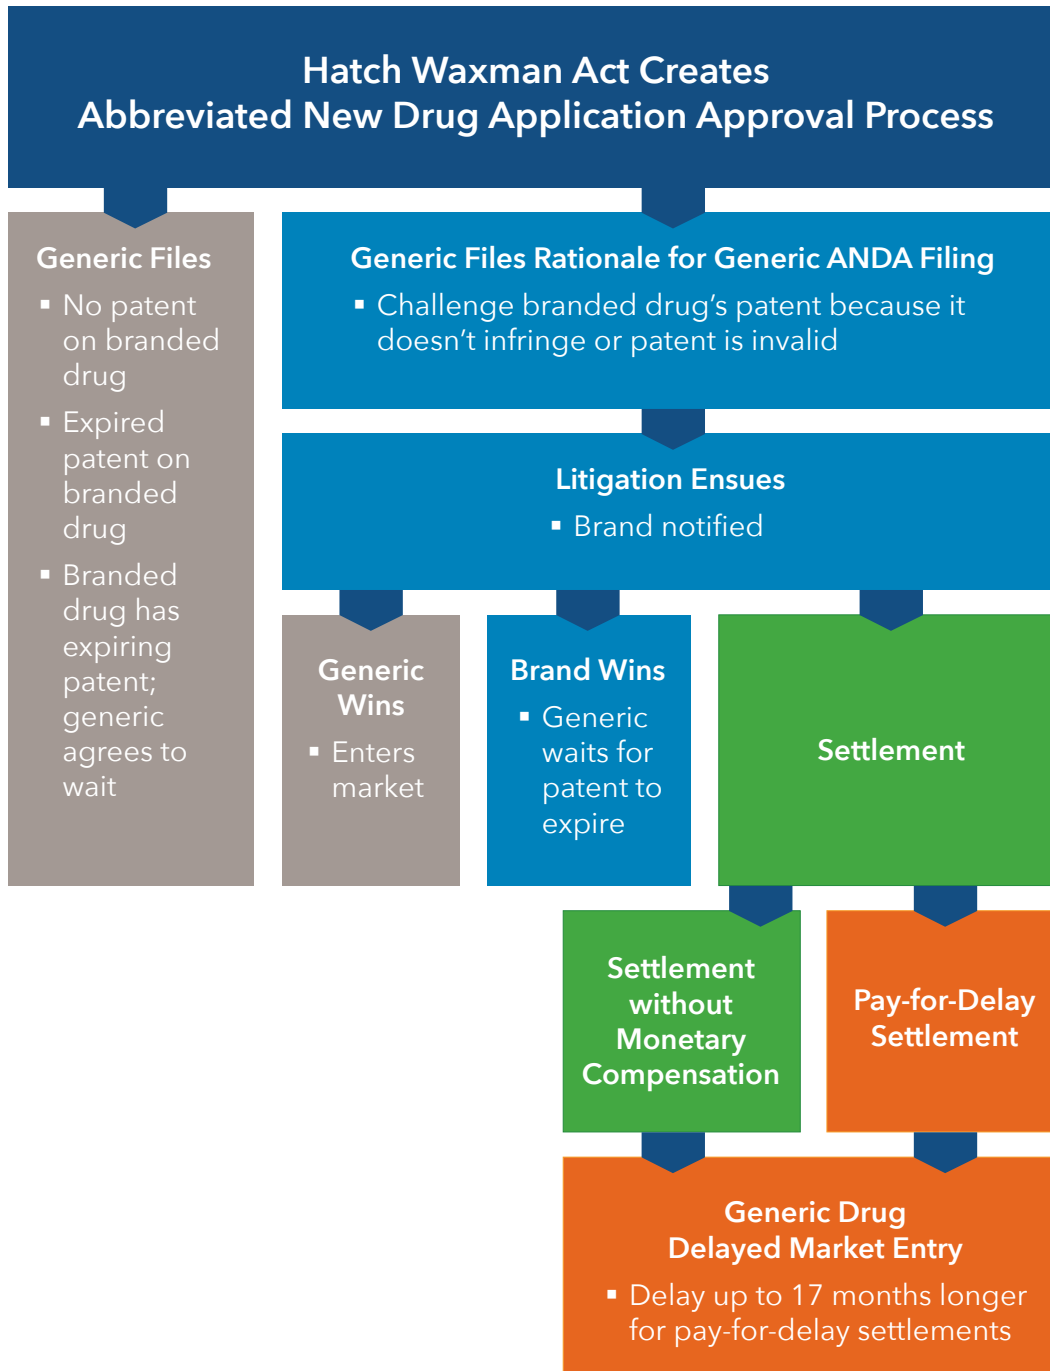 Hatch Waxman Act Creates
Abbreviated New Drug Application Approval Process
Generic Files
▪ No patent
on branded
drug
▪ Expired
patent on
branded
drug
▪ Branded
drug has
expiring
patent;
generic
agrees to
wait
Generic Files Rationale for Generic ANDA Filing
▪ Challenge branded drug’s patent because it
doesn’t infringe or patent is invalid
Litigation Ensues
▪ Brand notified
Generic
Wins
▪ Enters
market
Brand Wins
▪ Generic
waits for
patent to
expire
Settlement
Settlement
without
Monetary
Compensation
Pay-for-Delay
Settlement
Generic Drug
Delayed Market Entry
▪ Delay up to 17 months longer
for pay-for-delay settlements